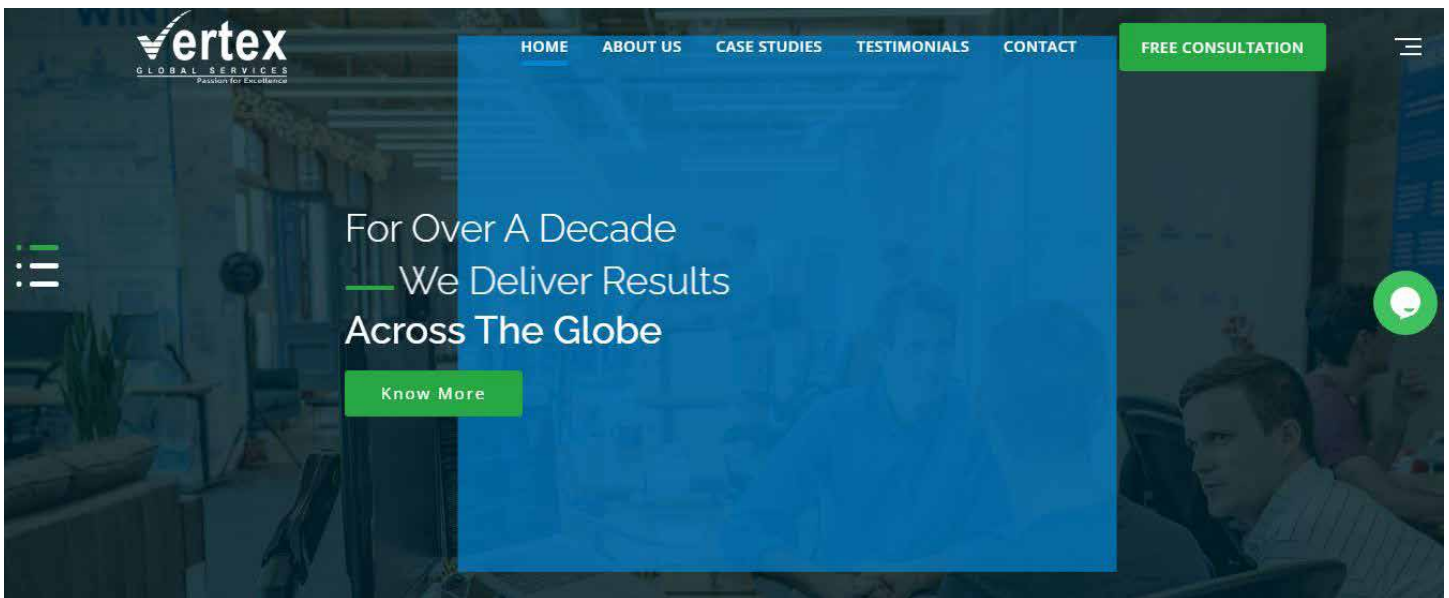 WIN
Vertex
GLOBAL SERVICES
Passion for Excellence
HOME ABOUT US CASE STUDIES TESTIMONIALS CONTACT FREE CONSULTATION
For Over A Decade
We Deliver Results
Across The Globe
Know More